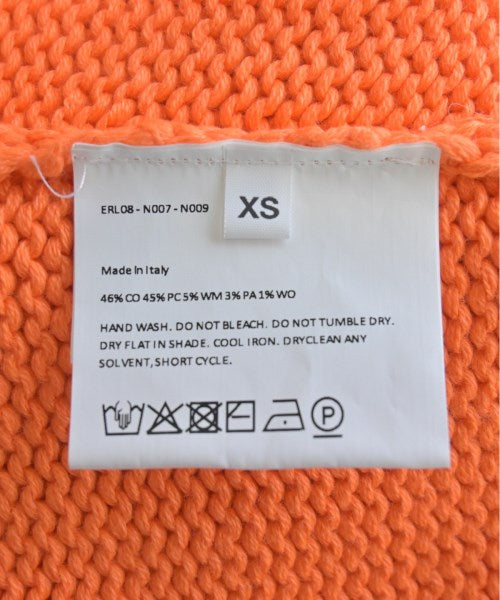 ERL08 - N007 - N009
XS
Made in Italy
46% CO 45% PC 5% WM 3% PA 1% WO
HAND WASH. DO NOT BLEACH. DO NOT TUMBLE DRY.
DRY FLAT IN SHADE. COOL IRON. DRYCLEAN ANY
SOLVENT, SHORT CYCLE.
P